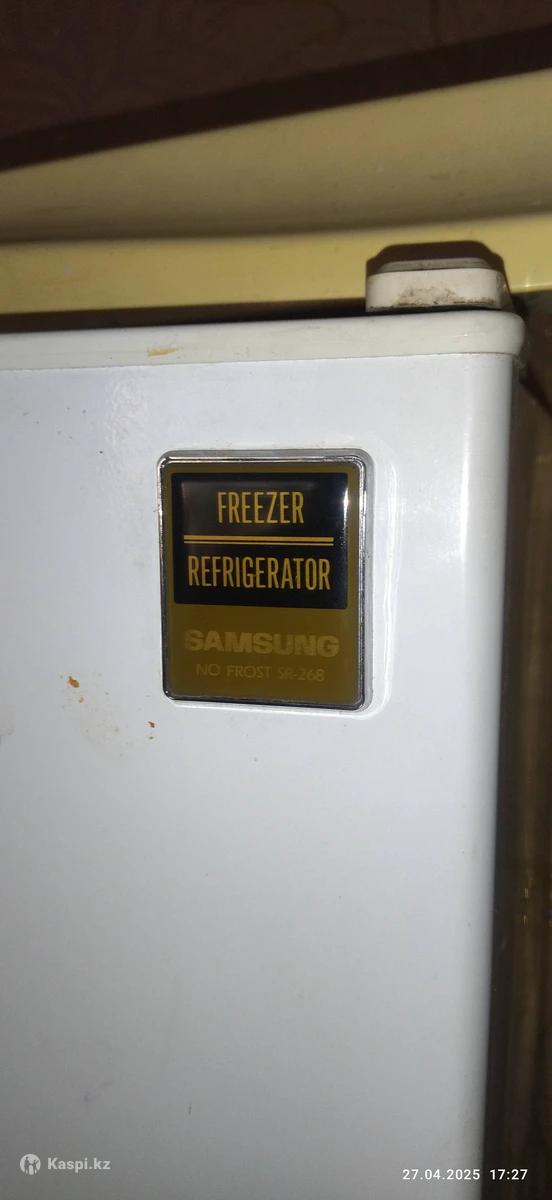 FREEZER
REFRIGERATOR
SAMSUNG
NO FROST SR-268
Kaspi.kz
27.04.2025 17:27